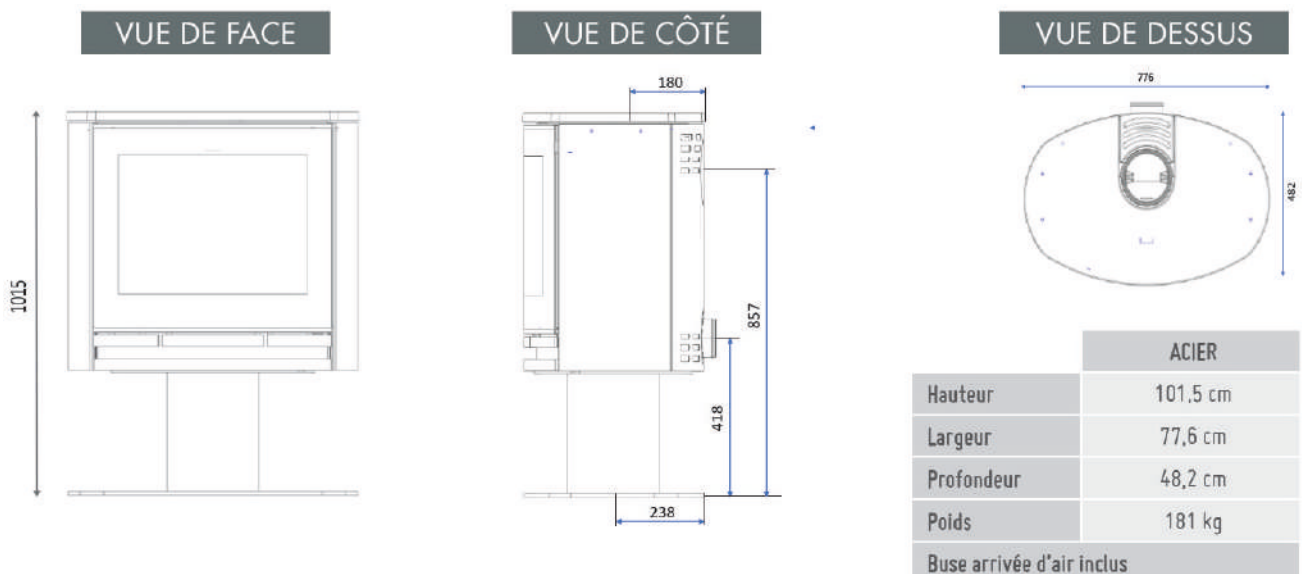 VUE DE FACE
VUE DE CÔTÉ
VUE DE DESSUS
1015
180
857
418
238
776
482
ACIER
Hauteur 101,5 cm
Largeur 77,6 cm
Profondeur 48,2 cm
Poids 181 kg
Buse arrivée d'air inclus